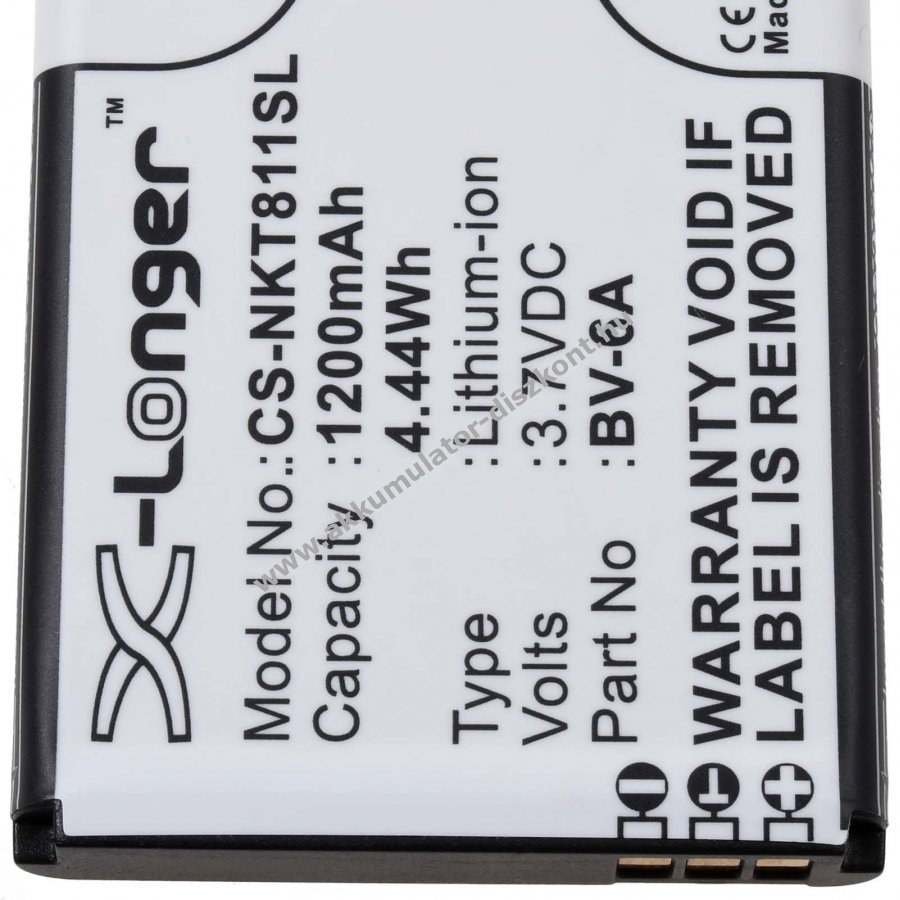 X-Longer™
Model No.:CS-NKT811SL
Capacity :1200mAh
4.44Wh
Type :Lithium-ion
Volts :3.7VDC
Part No BV-6A
WARRANTY VOID IF
LABEL IS REMOVED
CE
www.akkumulator-diszkont.hu